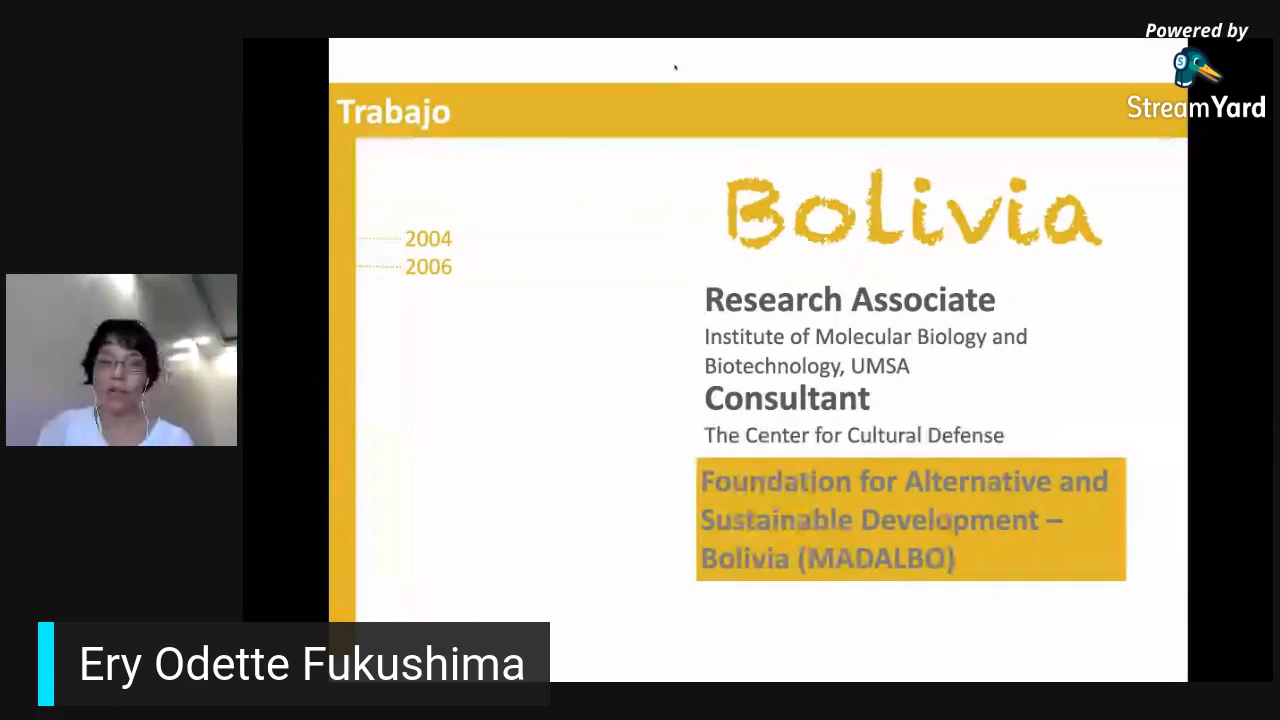 Powered by
StreamYard
Trabajo
Bolivia
2004
2006
Research Associate
Institute of Molecular Biology and
Biotechnology, UMSA
Consultant
The Center for Cultural Defense
Foundation for Alternative and
Sustainable Development –
Bolivia (MADALBO)
Ery Odette Fukushima